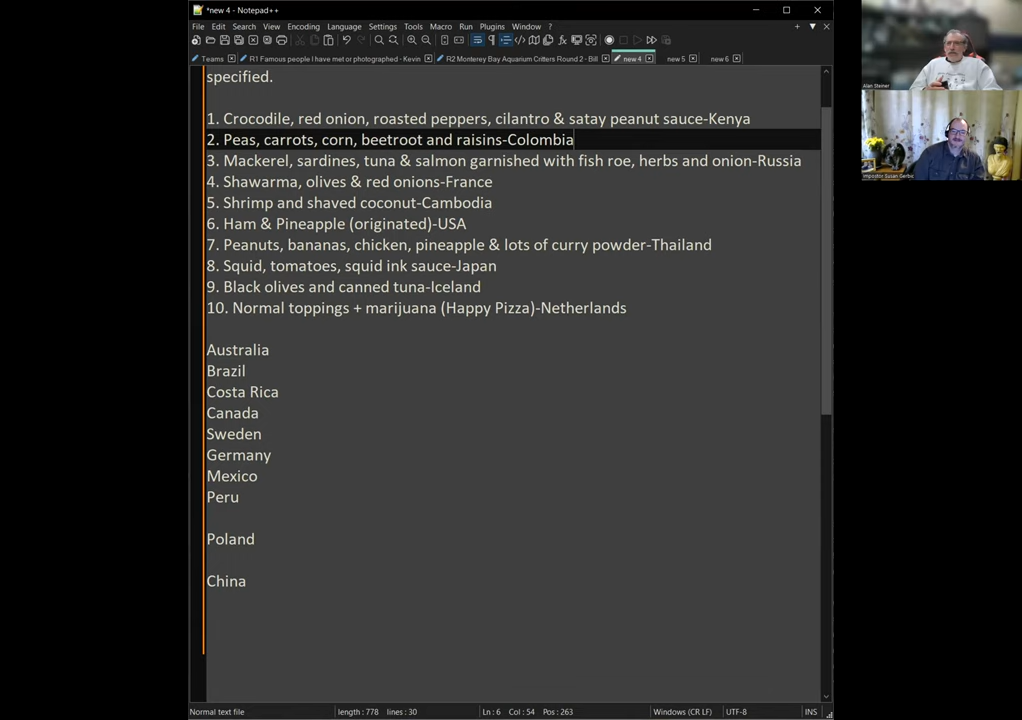 *new 4 - Notepad++
File Edit Search View Encoding Language Settings Tools Macro Run Plugins Window ?
Teams R1 Famous people I have met or photographed - Kevin R2 Monterey Bay Aquarium Critters Round 2 - Bill new 4 new 5 new 6
specified.
1. Crocodile, red onion, roasted peppers, cilantro & satay peanut sauce-Kenya
2. Peas, carrots, corn, beetroot and raisins-Colombia
3. Mackerel, sardines, tuna & salmon garnished with fish roe, herbs and onion-Russia
4. Shawarma, olives & red onions-France
5. Shrimp and shaved coconut-Cambodia
6. Ham & Pineapple (originated)-USA
7. Peanuts, bananas, chicken, pineapple & lots of curry powder-Thailand
8. Squid, tomatoes, squid ink sauce-Japan
9. Black olives and canned tuna-Iceland
10. Normal toppings + marijuana (Happy Pizza)-Netherlands
Australia
Brazil
Costa Rica
Canada
Sweden
Germany
Mexico
Peru
Poland
China
Normal text file length : 778 lines : 30 Ln : 6 Col : 54 Pos : 263 Windows (CR LF) UTF-8 INS
Alan Steiner
Impostor Susan Gerbic